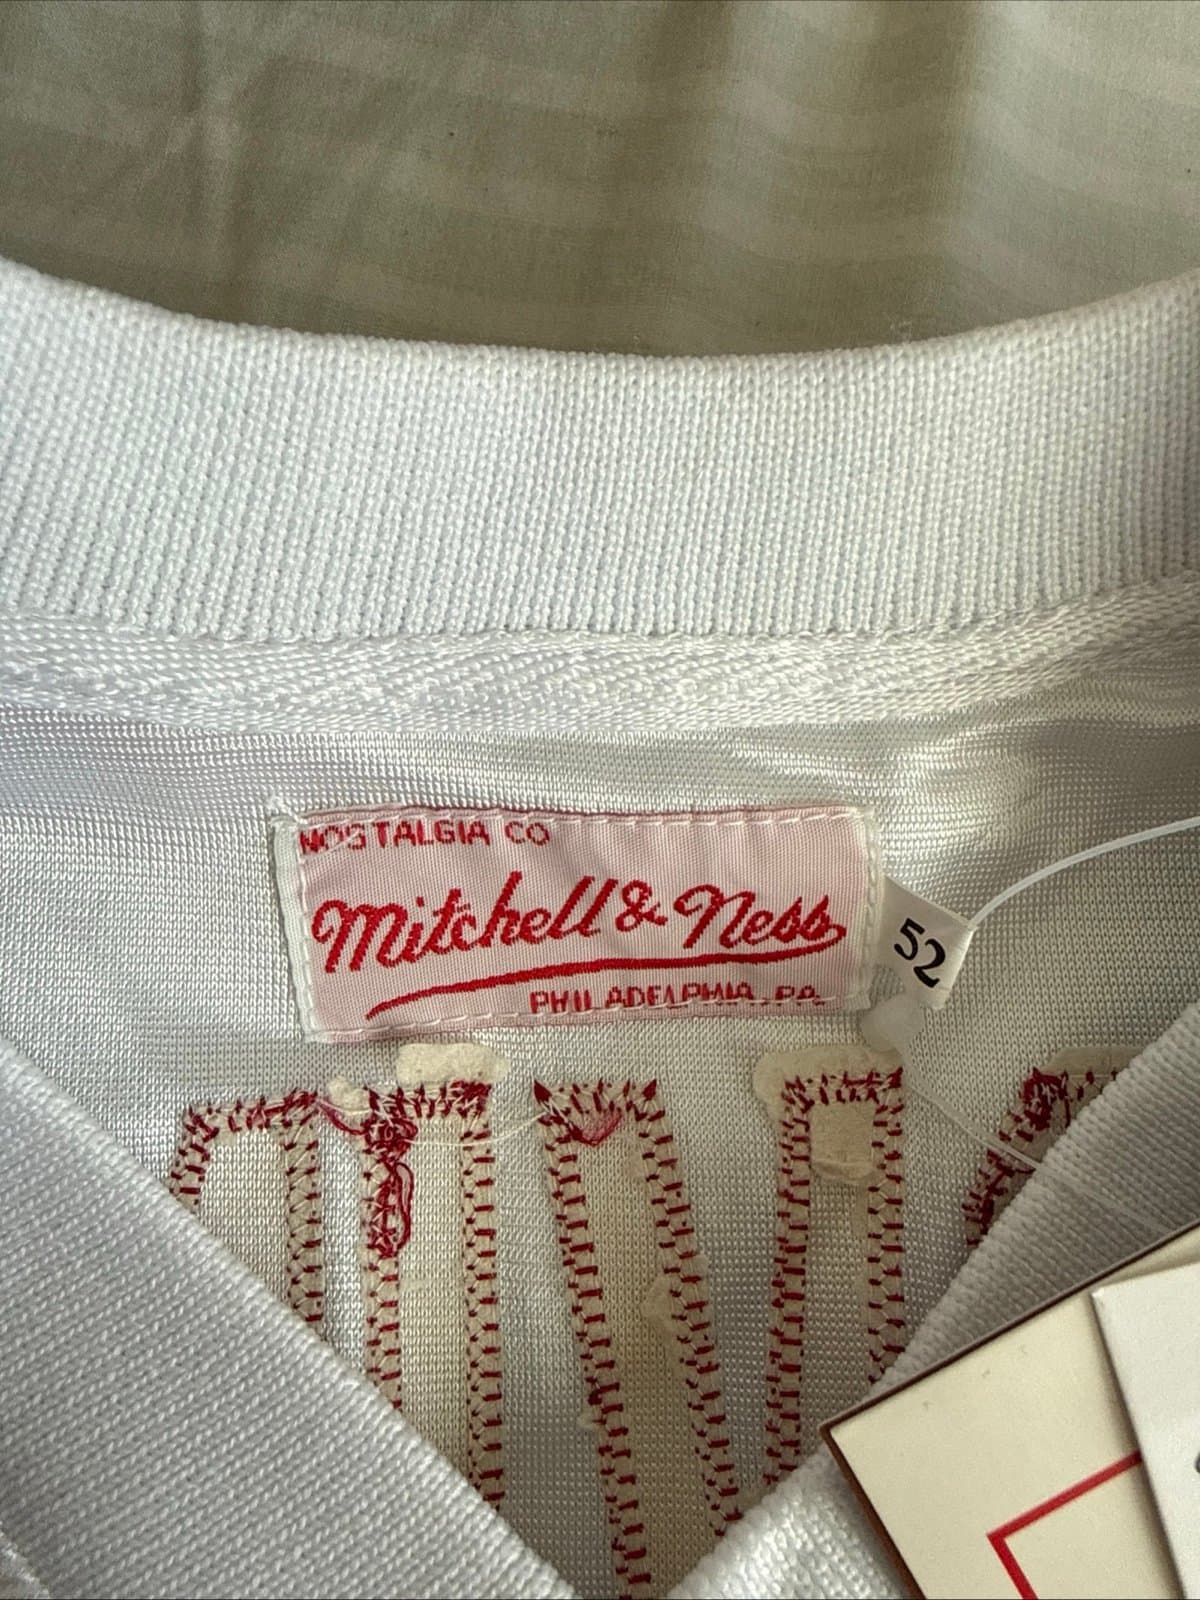 NOSTALGIA CO
Mitchell & Ness
PHILADELPHIA, PA.
52